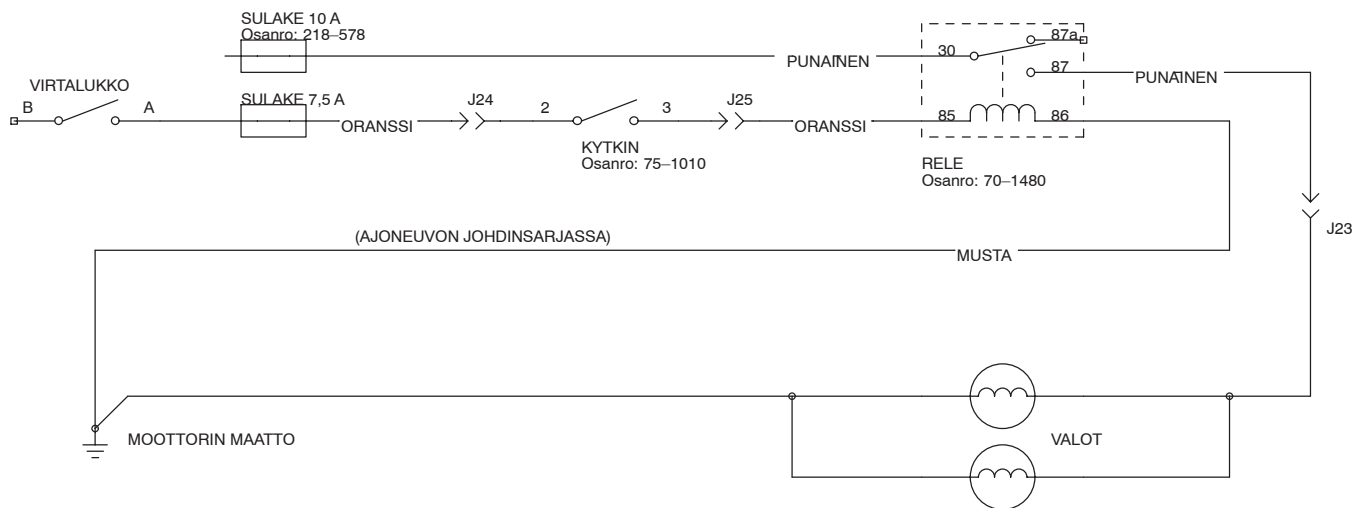 SULAKE 10 A
Osanro: 218–578
30
87a
PUNAINEN
87
PUNAINEN
VIRTALUKKO
B
A
SULAKE 7,5 A
ORANSSI
J24
2
3
J25
ORANSSI
85
86
KYTKIN
Osanro: 75–1010
RELE
Osanro: 70–1480
J23
(AJONEUVON JOHDINSARJASSA)
MUSTA
MOOTTORIN MAATTO
VALOT